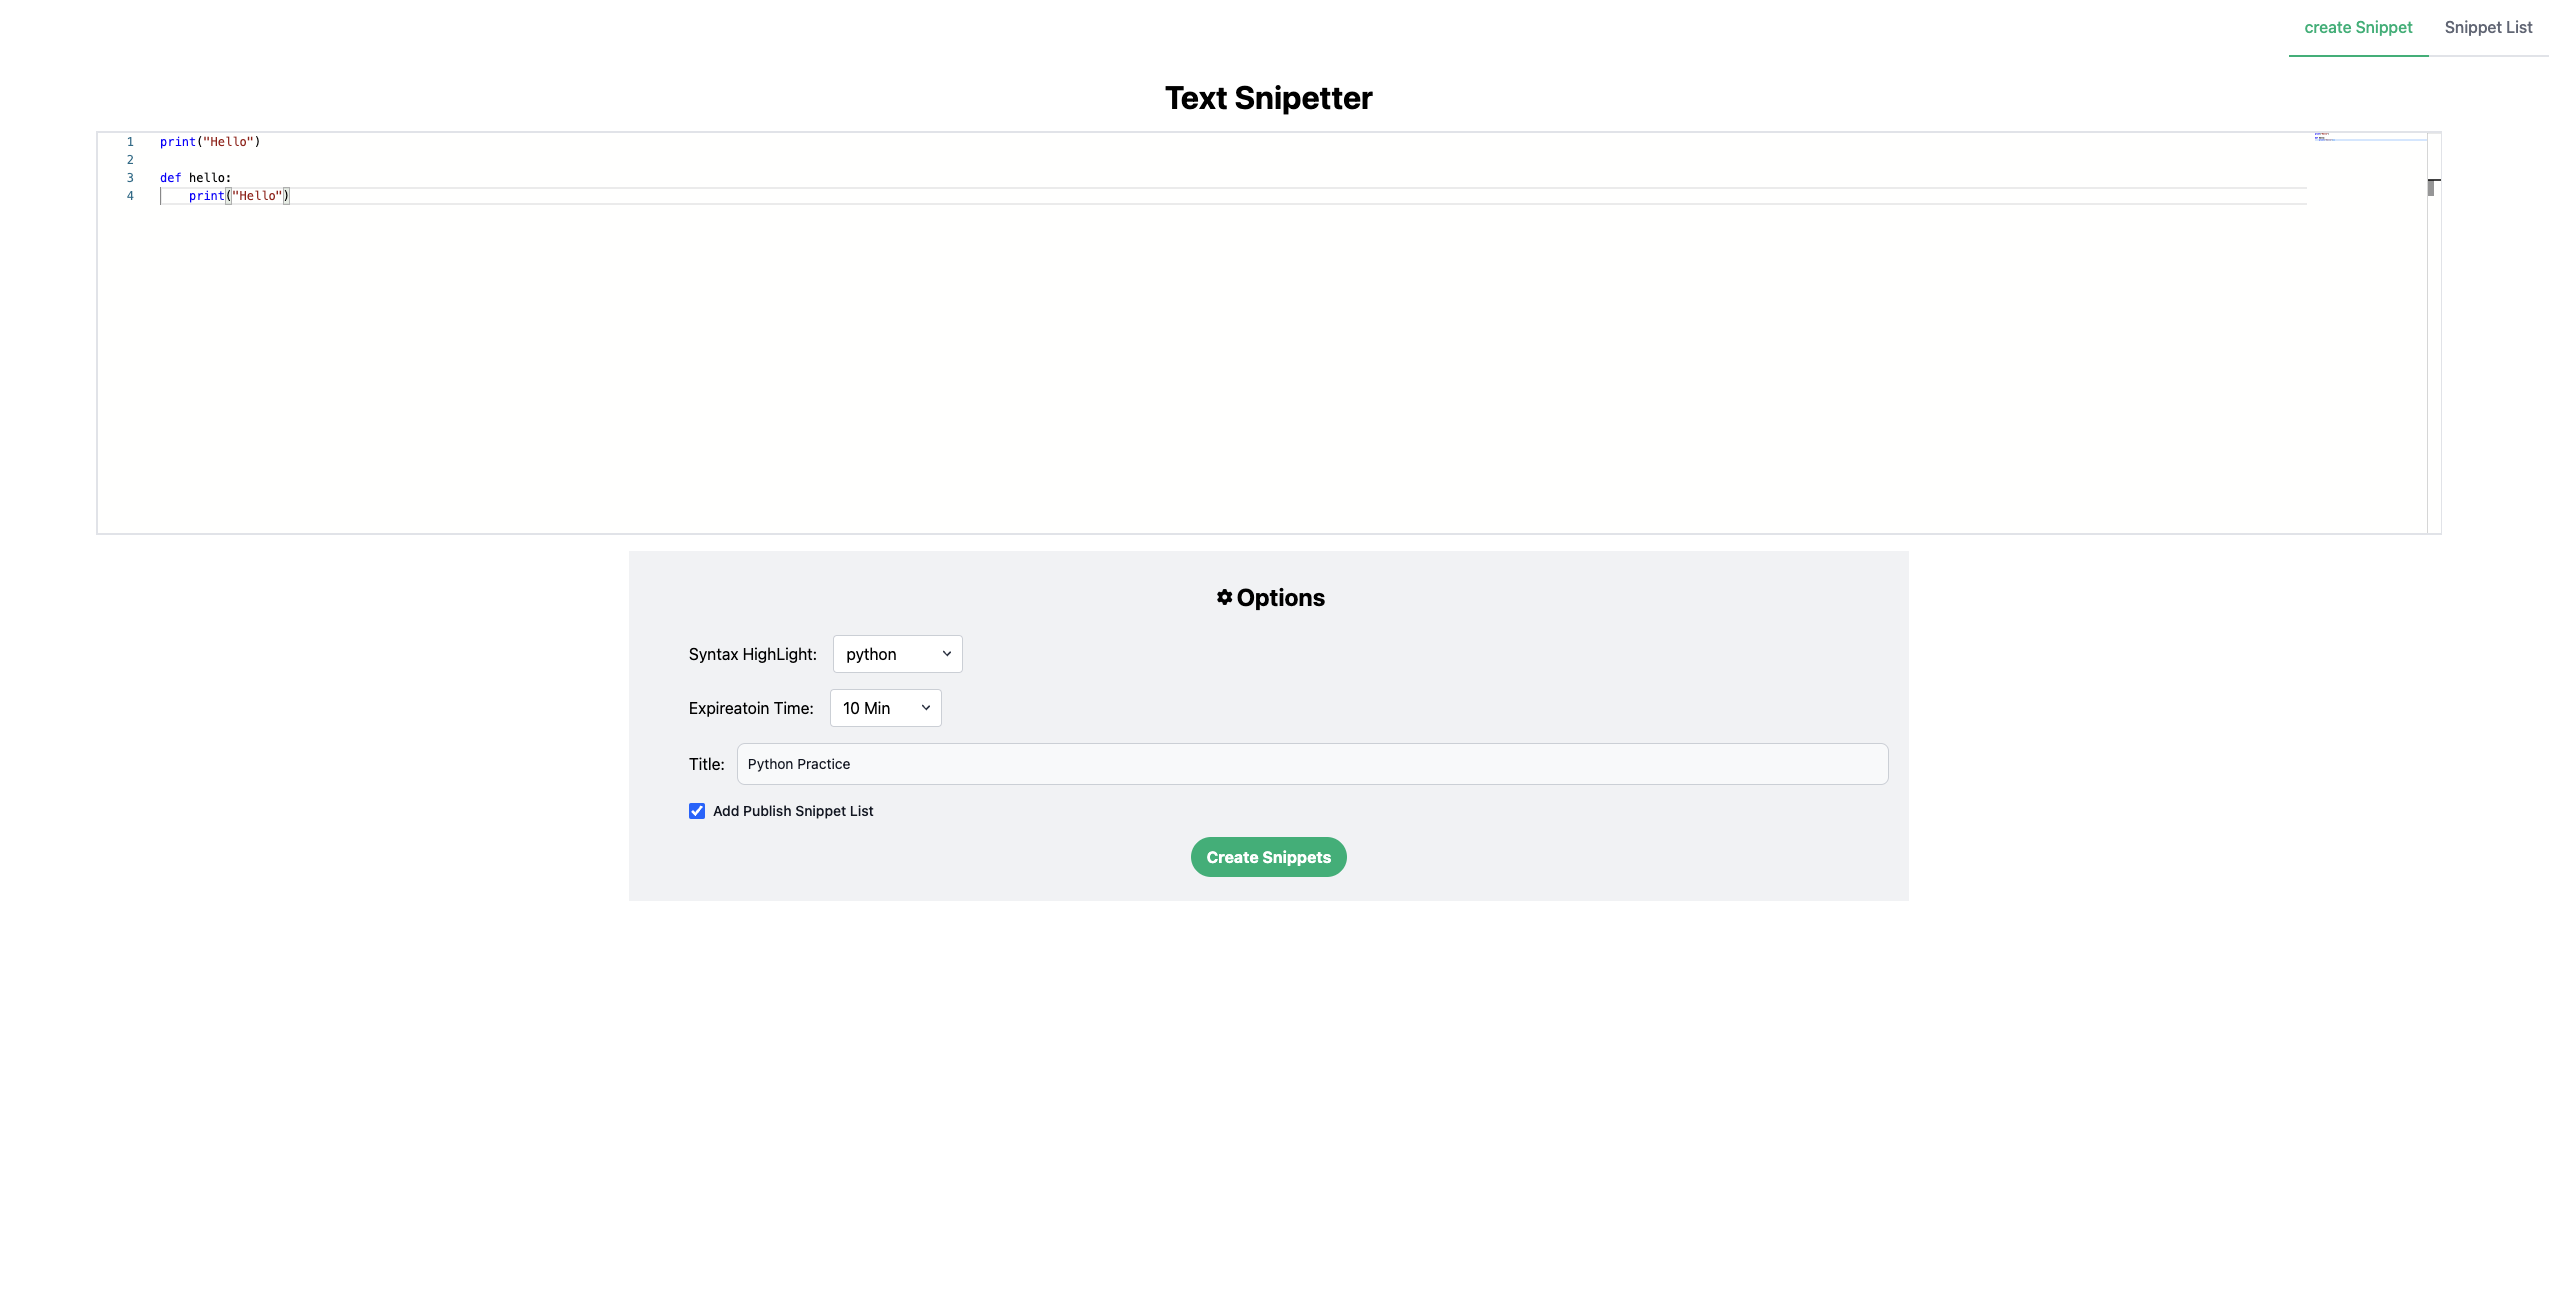 create Snippet Snippet List
Text Snipetter
1 print("Hello")
2
3 def hello:
4     print("Hello")
Options
Syntax HighLight: python
Expireatoin Time: 10 Min
Title: Python Practice
Add Publish Snippet List
Create Snippets